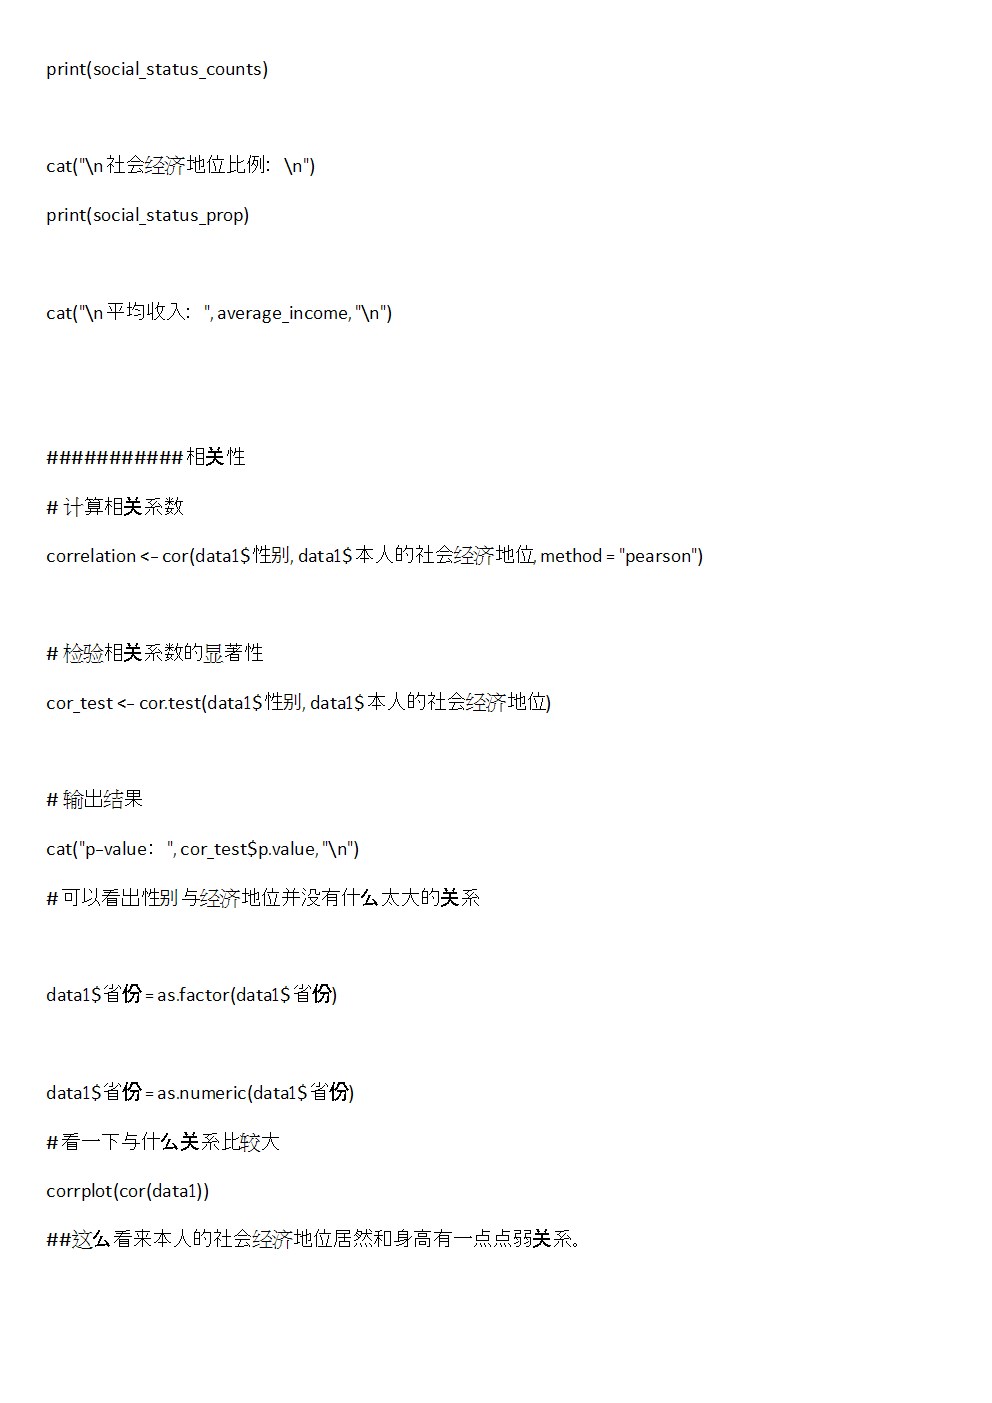 print(social_status_counts)
cat("\n社会经济地位比例：\n")
print(social_status_prop)
cat("\n平均收入：", average_income, "\n")
###########相关性
# 计算相关系数
correlation <- cor(data1$性别, data1$本人的社会经济地位, method = "pearson")
# 检验相关系数的显著性
cor_test <- cor.test(data1$性别, data1$本人的社会经济地位)
# 输出结果
cat("p-value：", cor_test$p.value, "\n")
#可以看出性别与经济地位并没有什么太大的关系
data1$省份 = as.factor(data1$省份)
data1$省份 = as.numeric(data1$省份)
#看一下与什么关系比较大
corrplot(cor(data1))
##这么看来本人的社会经济地位居然和身高有一点点弱关系。